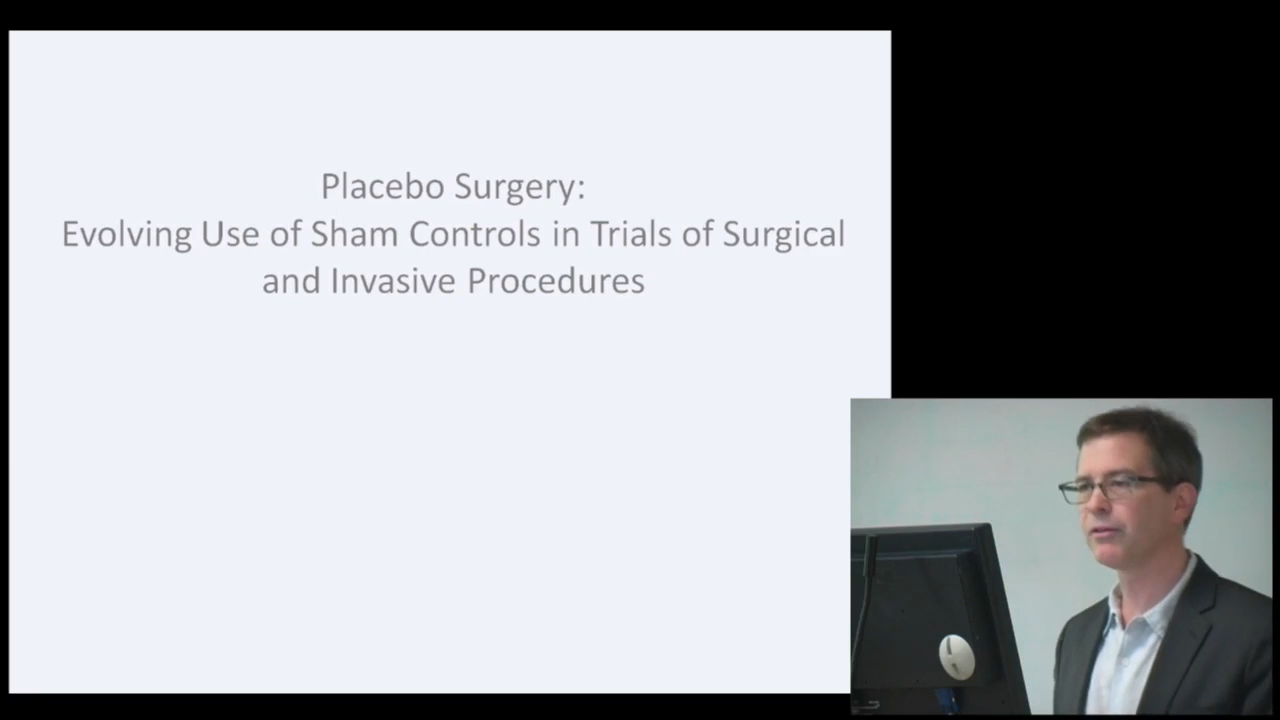 Placebo Surgery:
Evolving Use of Sham Controls in Trials of Surgical
and Invasive Procedures